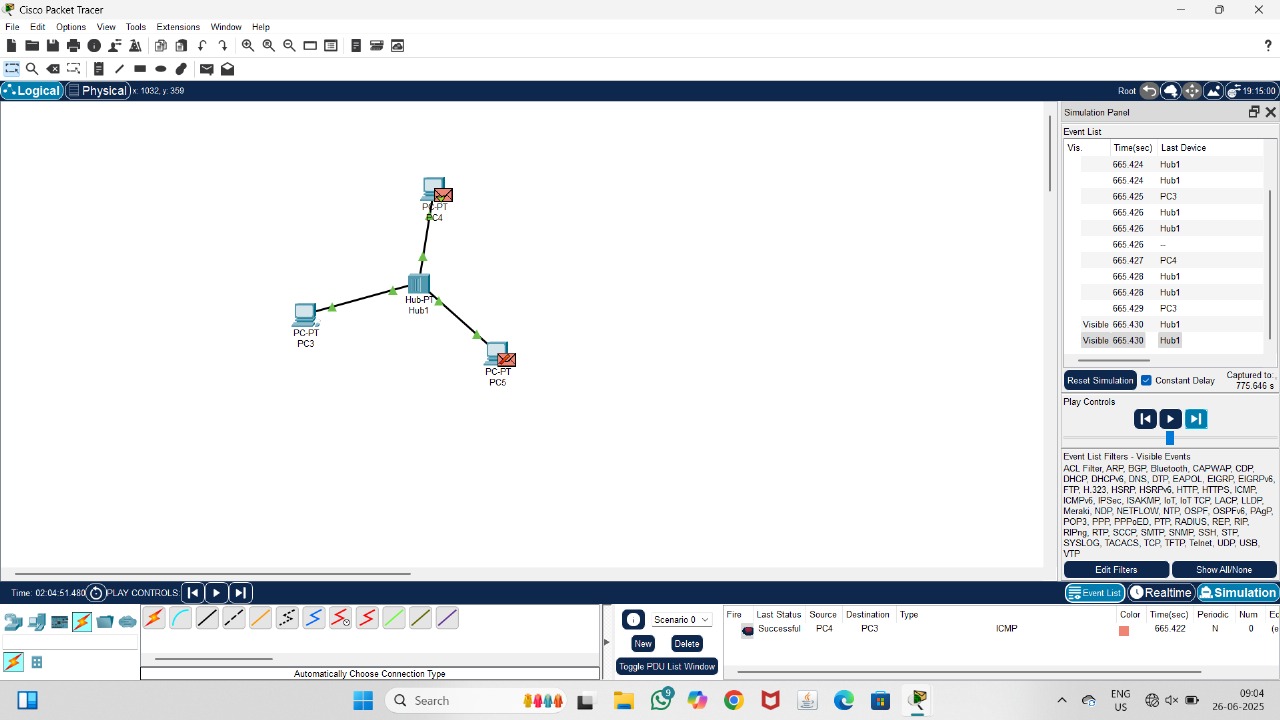 Cisco Packet Tracer
File Edit Options View Tools Extensions Window Help
?
Logical Physical x: 1032, y: 359 Root 19:15:00
Simulation Panel
Event List
Vis. Time(sec) Last Device
665.424 Hub1
665.424 Hub1
665.425 PC3
665.426 Hub1
665.426 Hub1
665.426 --
665.427 PC4
665.428 Hub1
665.428 Hub1
665.429 PC3
Visible 665.430 Hub1
Visible 665.430 Hub1
Reset Simulation Constant Delay Captured to:
775.646 s
Play Controls
Event List Filters - Visible Events
ACL Filter, ARP, BGP, Bluetooth, CAPWAP, CDP,
DHCP, DHCPv6, DNS, DTP, EAPOL, EIGRP, EIGRPv6,
FTP, H.323, HSRP, HSRPv6, HTTP, HTTPS, ICMP,
ICMPv6, IPSec, ISAKMP, IoT, IoT TCP, LACP, LLDP,
Meraki, NDP, NETFLOW, NTP, OSPF, OSPFv6, PAgP,
POP3, PPP, PPPoED, PTP, RADIUS, REP, RIP,
RIPng, RTP, SCCP, SMTP, SNMP, SSH, STP,
SYSLOG, TACACS, TCP, TFTP, Telnet, UDP, USB,
VTP
Edit Filters Show All/None
PC-PT
PC4
Hub-PT
Hub1
PC-PT
PC3
PC-PT
PC5
Time: 02:04:51.480 PLAY CONTROLS: Event List Realtime Simulation
Scenario 0
New Delete
Toggle PDU List Window
Fire Last Status Source Destination Type Color Time(sec) Periodic Num Ed
Successful PC4 PC3 ICMP 665.422 N 0 (e
Automatically Choose Connection Type
Search 9 ENG
US
09:04
26-06-2025